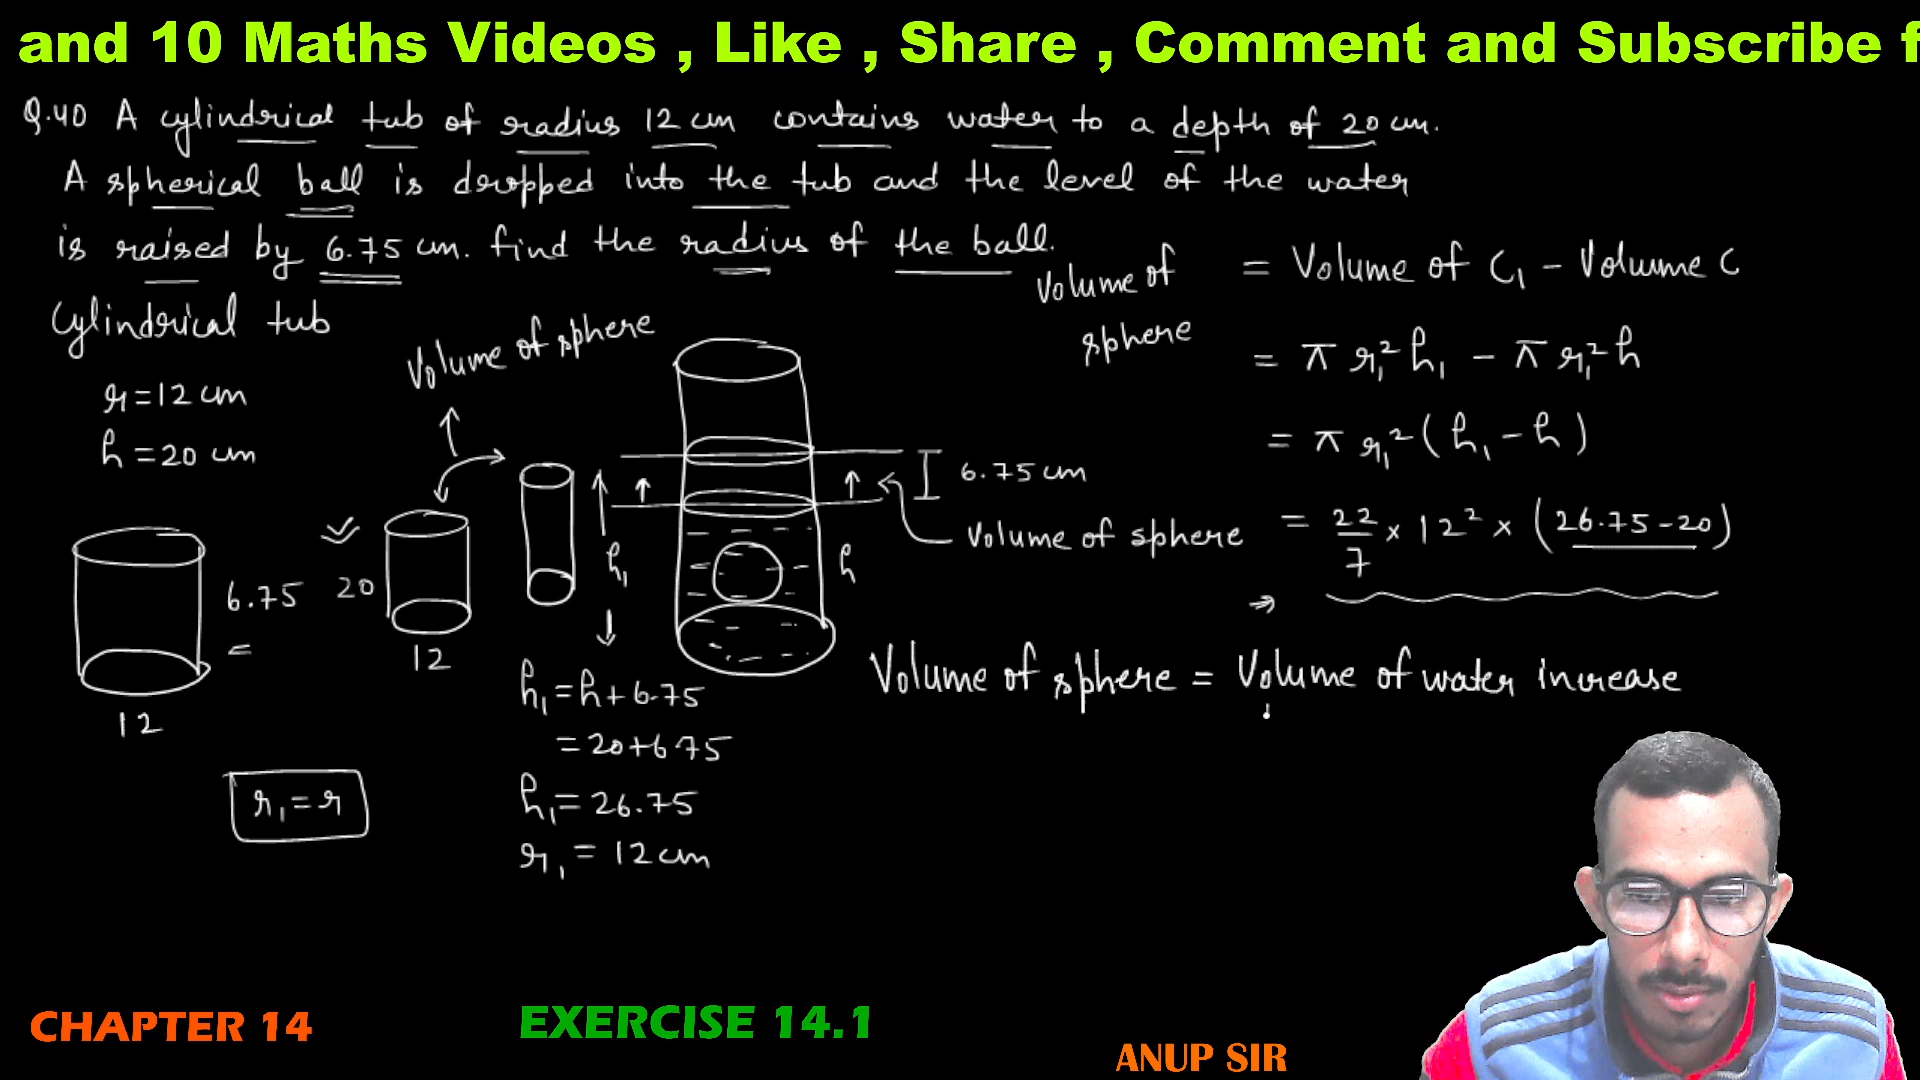 and 10 Maths Videos , Like , Share , Comment and Subscribe f
Q.40 A cylindrical tub of radius 12 cm contains water to a depth of 20 cm.
A spherical ball is dropped into the tub and the level of the water
is raised by 6.75 cm. find the radius of the ball.
Cylindrical tub
r = 12 cm
h = 20 cm
Volume of sphere
6.75
=
12
20
12
h₁
h₁ = h + 6.75
= 20 + 6.75
h₁ = 26.75
r₁ = 12 cm
r₁ = r
h
6.75 cm
Volume of sphere
Volume of sphere = Volume of C₁ - Volume C
= π r₁² h₁ - π r₁² h
= π r₁² (h₁ - h)
= 22/7 × 12² × (26.75 - 20)
Volume of sphere = Volume of water increase
CHAPTER 14
EXERCISE 14.1
ANUP SIR